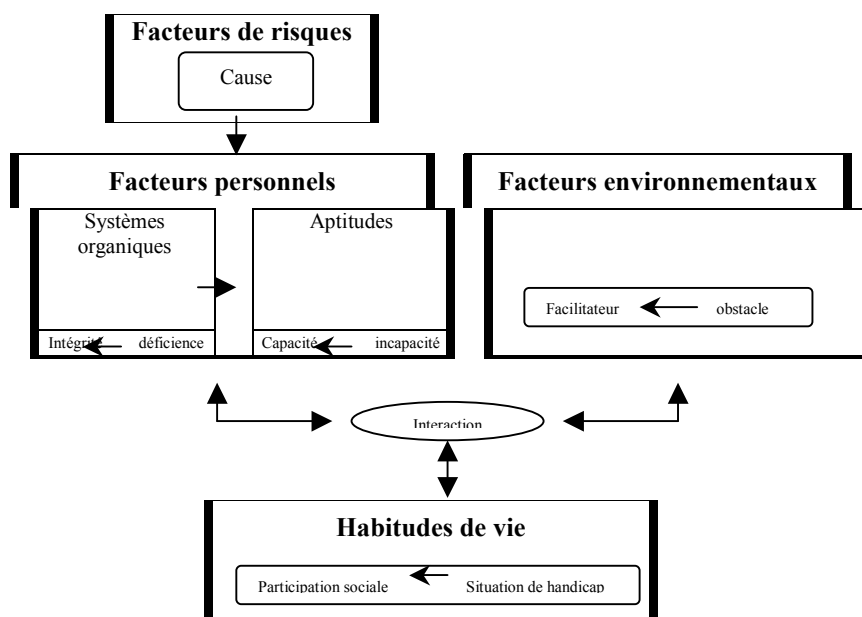 Facteurs de risques
Cause
Facteurs personnels
Facteurs environnementaux
Systèmes
organiques
Aptitudes
Intégrité déficience
Capacité incapacité
Facilitateur obstacle
Interaction
Habitudes de vie
Participation sociale Situation de handicap